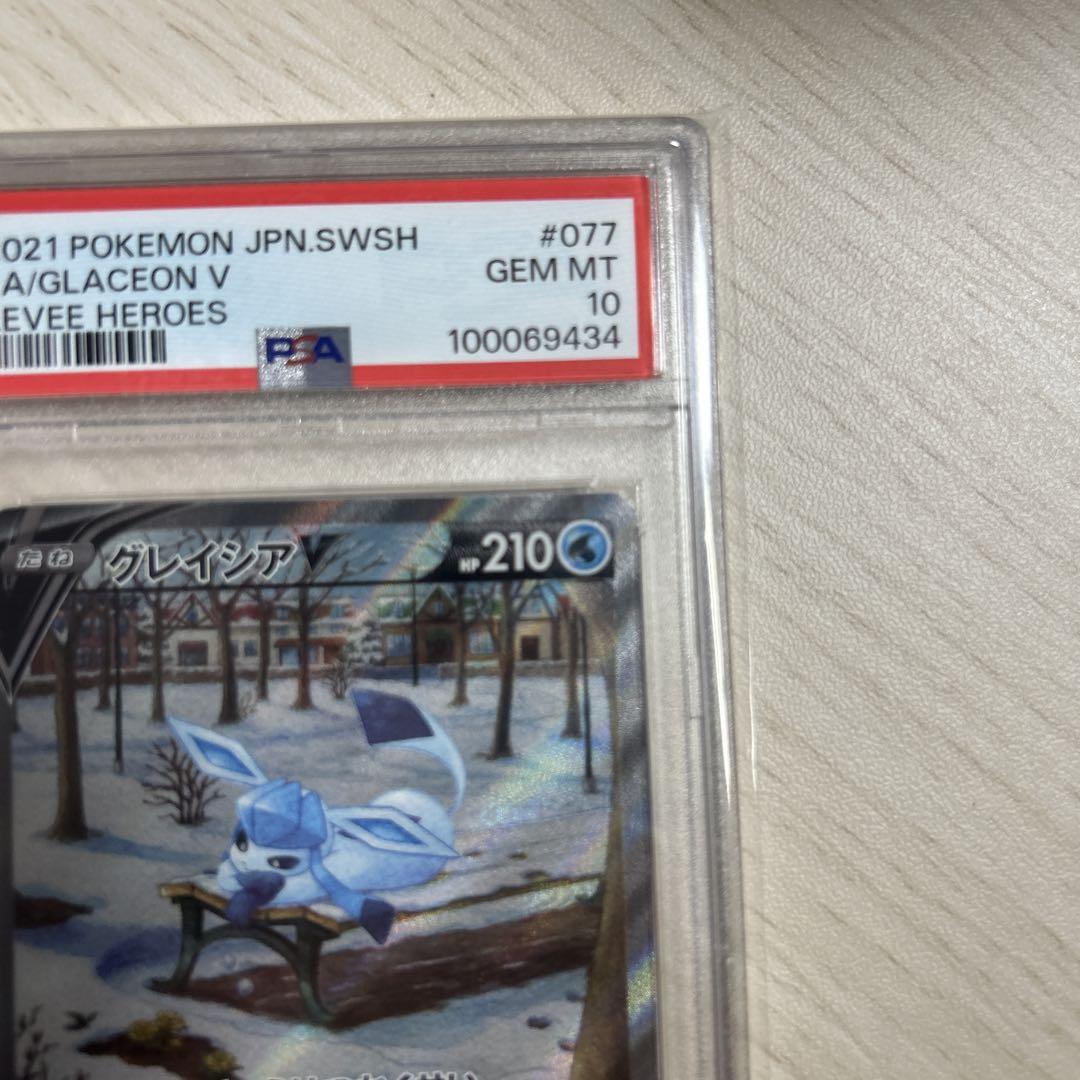 021 POKEMON JPN.SWSH #077
A/GLACEON V GEM MT
EVEE HEROES 10
PSA 100069434
たね グレイシアV HP 210